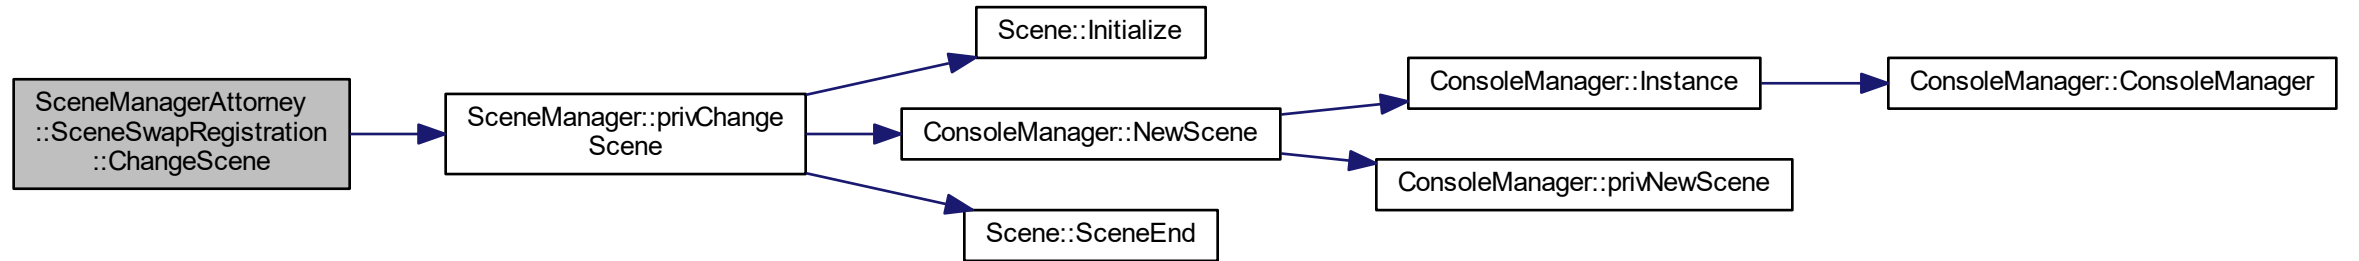 SceneManagerAttorney
::SceneSwapRegistration
::ChangeScene
SceneManager::privChange
Scene
Scene::Initialize
ConsoleManager::NewScene
Scene::SceneEnd
ConsoleManager::Instance
ConsoleManager::privNewScene
ConsoleManager::ConsoleManager